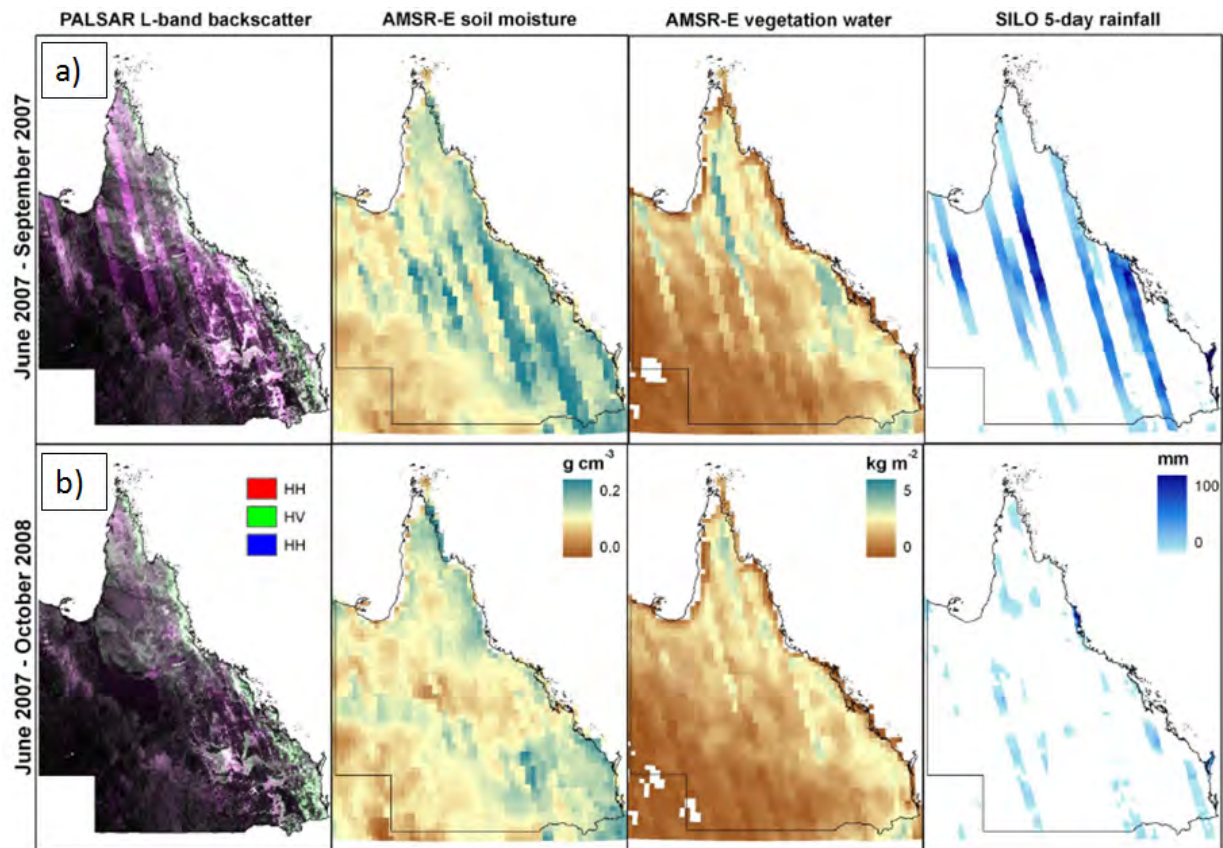 PALSAR L-band backscatter
AMSR-E soil moisture
AMSR-E vegetation water
SILO 5-day rainfall
June 2007 - September 2007
a)
June 2007 - October 2008
b)
HH
HV
HH
g cm-3
0.2
0.0
kg m-2
5
0
mm
100
0